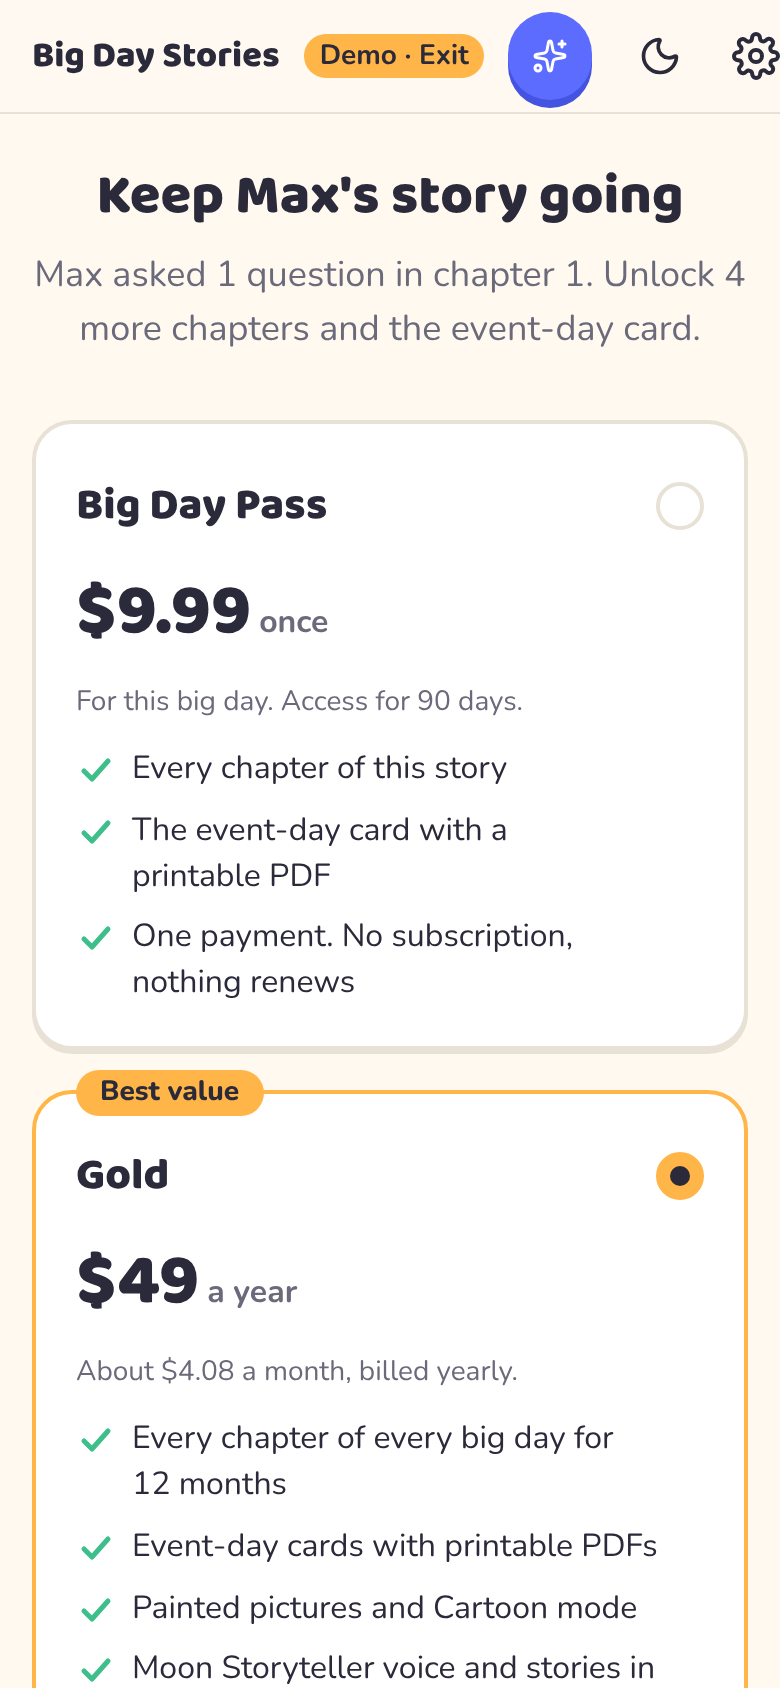 Big Day Stories
Demo · Exit
Keep Max's story going
Max asked 1 question in chapter 1. Unlock 4
more chapters and the event-day card.
Big Day Pass
$9.99 once
For this big day. Access for 90 days.
Every chapter of this story
The event-day card with a
printable PDF
One payment. No subscription,
nothing renews
Best value
Gold
$49 a year
About $4.08 a month, billed yearly.
Every chapter of every big day for
12 months
Event-day cards with printable PDFs
Painted pictures and Cartoon mode
Moon Storyteller voice and stories in